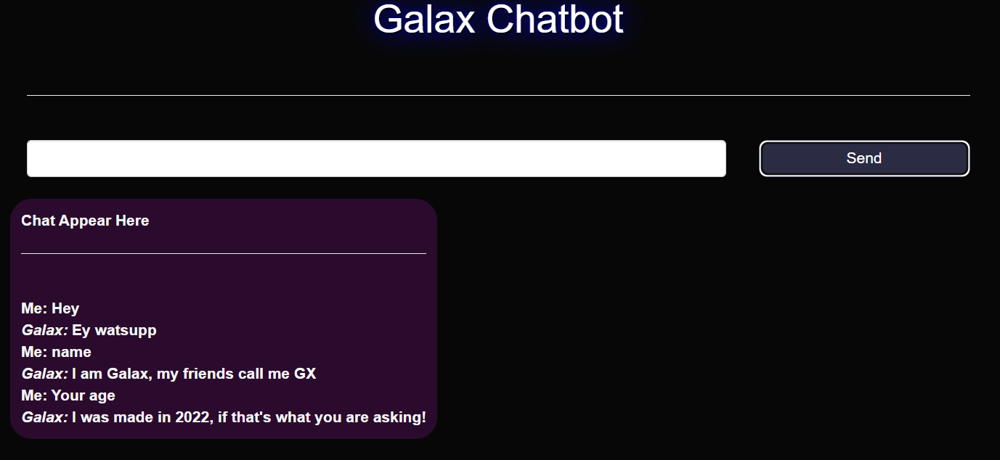 Galax Chatbot
Send
Chat Appear Here
Me: Hey
Galax: Ey watsupp
Me: name
Galax: I am Galax, my friends call me GX
Me: Your age
Galax: I was made in 2022, if that's what you are asking!